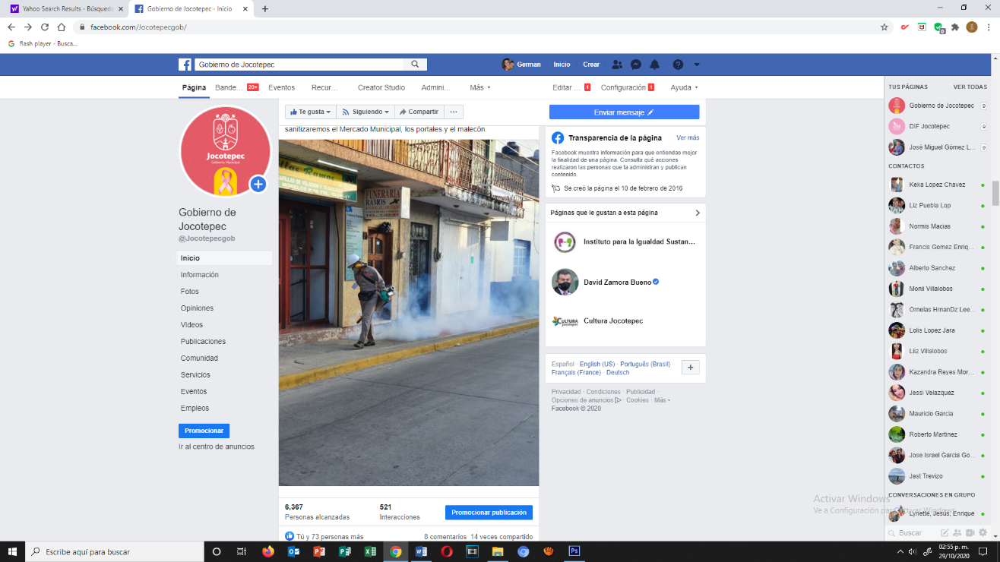 Yahoo Search Results - Búsqueda
Gobierno de Jocotepec - Inicio
facebook.com/Jocotepecgob/
flash player - Busca...
Gobierno de Jocotepec
German
Inicio
Crear
Página
Bande...
20+
Eventos
Recur...
Creator Studio
Admini...
Más
Editar ...
1
Configuración
1
Ayuda
Jocotepec
Gobierno Municipal
Gobierno de
Jocotepec
@Jocotepecgob
Inicio
Información
Fotos
Opiniones
Videos
Publicaciones
Comunidad
Servicios
Eventos
Empleos
Promocionar
Ir al centro de anuncios
Te gusta
Siguiendo
Compartir
...
sanitizaremos el Mercado Municipal, los portales y el malecón.
Ramos
FUNERARIA
RAMOS
6,367
Personas alcanzadas
521
Interacciones
Promocionar publicación
Tú y 73 personas más
8 comentarios
14 veces compartido
Enviar mensaje
Transparencia de la página
Ver más
Facebook muestra información para que entiendas mejor
la finalidad de una página. Consulta qué acciones
realizaron las personas que la administran y publican
contenido.
Se creó la página el 10 de febrero de 2016
Páginas que le gustan a esta página
Instituto para la Igualdad Sustan...
David Zamora Bueno
Cultura Jocotepec
Español · English (US) · Português (Brasil) ·
Français (France) · Deutsch
Privacidad · Condiciones · Publicidad ·
Opciones de anuncios · Cookies · Más
Facebook © 2020
TUS PÁGINAS
VER TODAS
Gobierno de Jocotepec
DIF Jocotepec
José Miguel Gómez L...
CONTACTOS
Keka Lopez Chavez
Liz Puebla Lop
Normis Macias
Francis Gomez Enriq...
Alberto Sanchez
Monii Villalobos
Ornelas HrnanDz Lee...
Lolis Lopez Jara
Liiz Villalobos
Kazandra Reyes Mor...
Jessi Velazquez
Mauricio Garcia
Roberto Martinez
Jose Israel Garcia Go...
Jest Trevizo
CONVERSACIONES EN GRUPO
Lynette, Jesús, Enrique
Buscar
Activar Windows
Ve a Configuración para activar Windows.
Escribe aquí para buscar
02:55 p. m.
29/10/2020